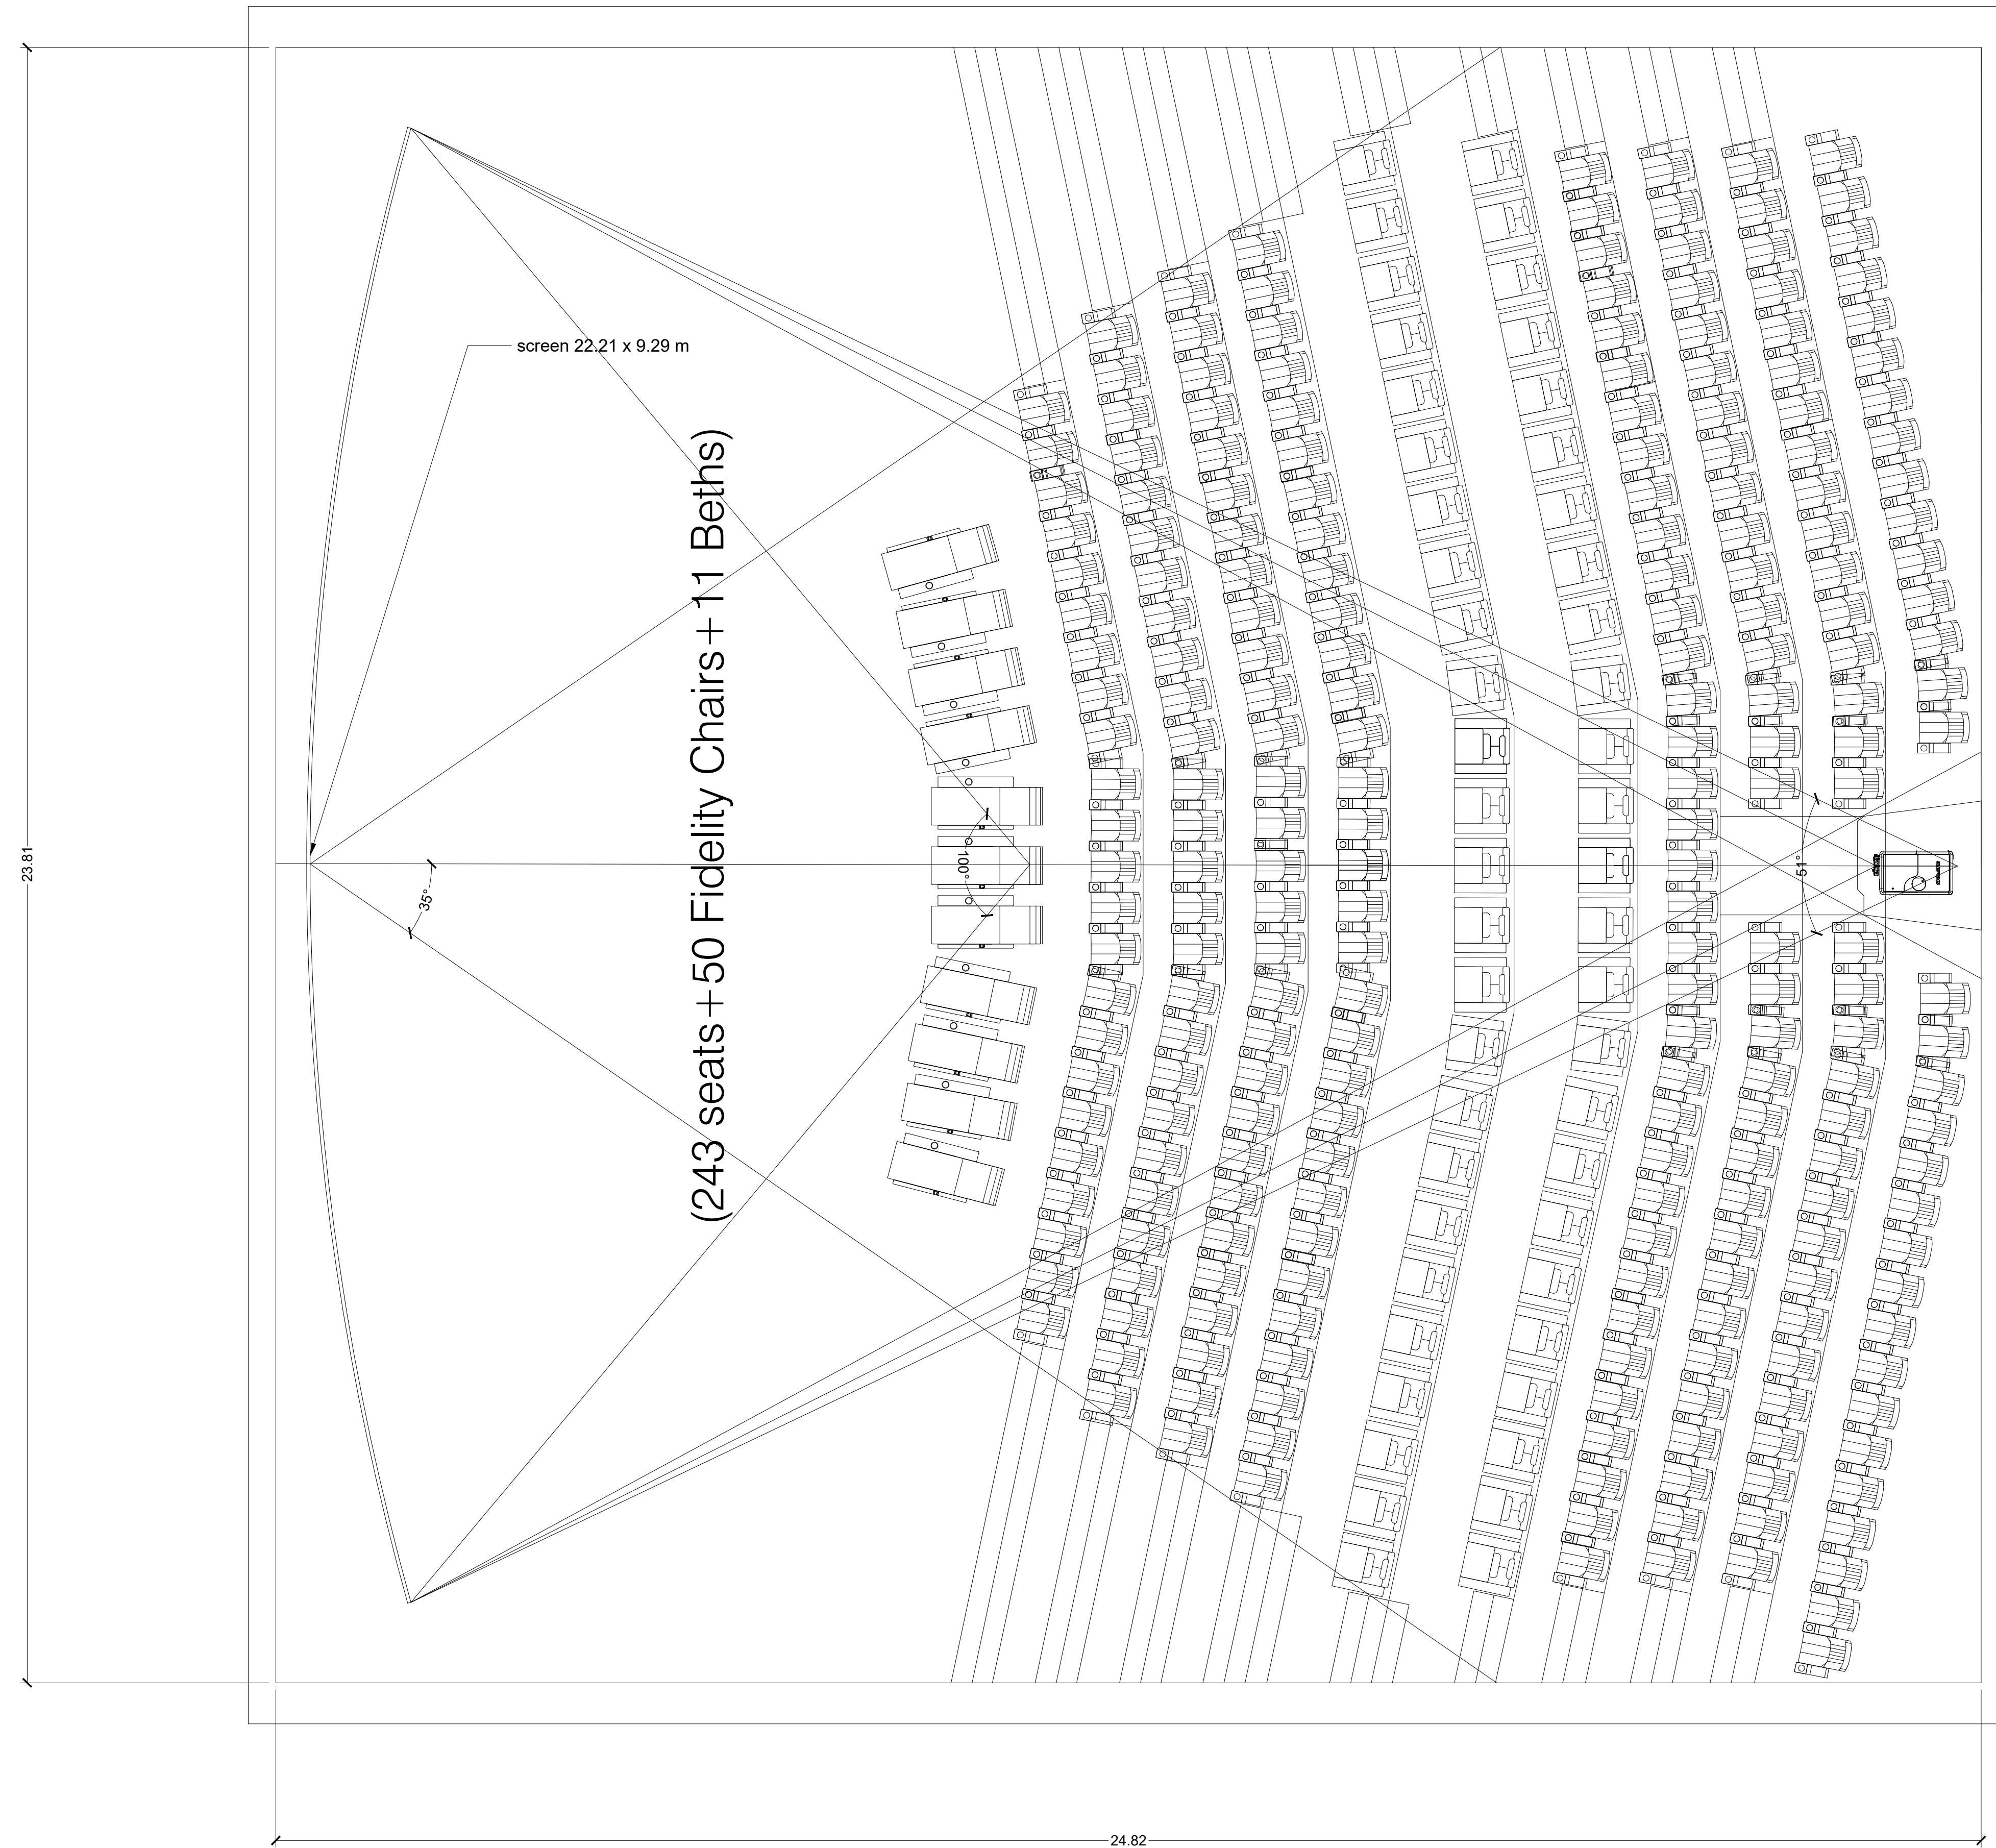 screen 22.21 x 9.29 m
(243 seats+50 Fidelity Chairs+11 Beths)
23.81
35°
100°
51°
24.82